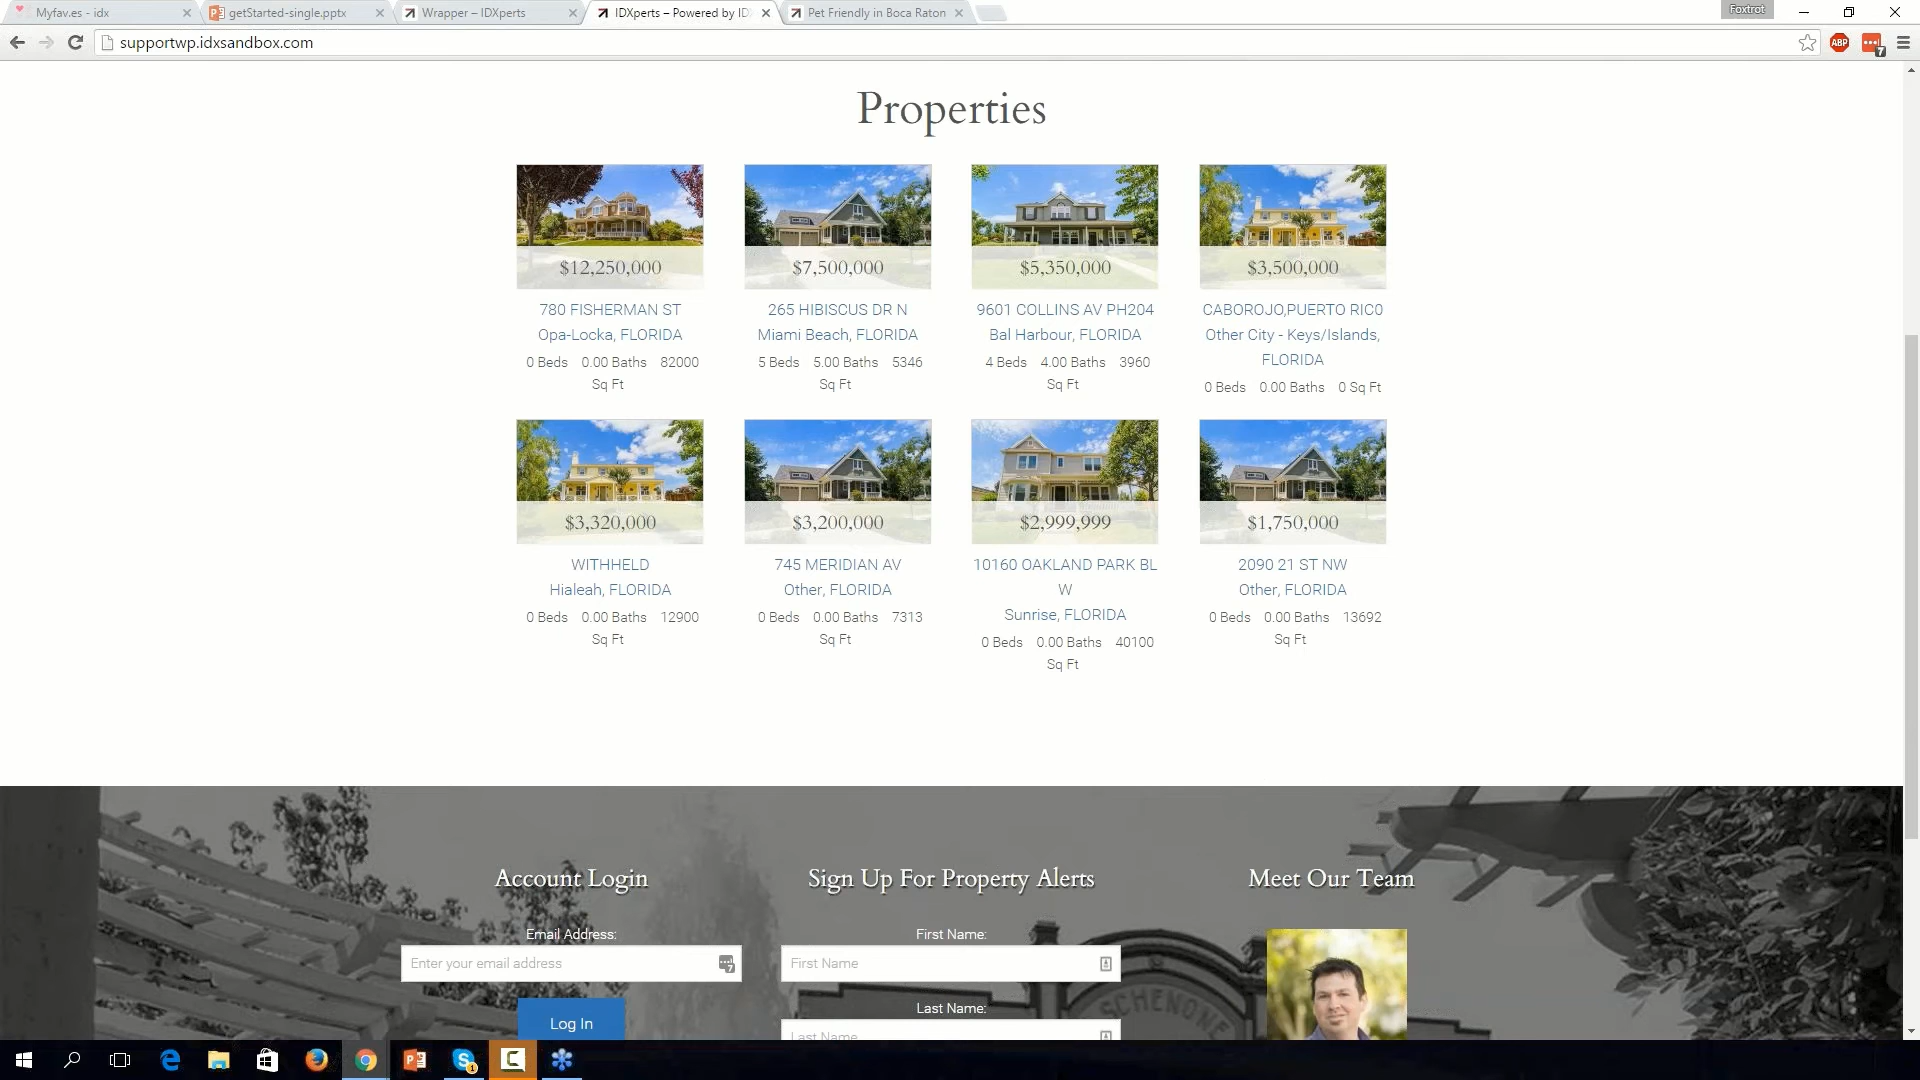 Myfav.es - idx
getStarted-single.pptx
Wrapper – IDXperts
IDXperts – Powered by ID
Pet Friendly in Boca Raton
Foxtrot
supportwp.idxsandbox.com
ABP
7
Properties
$12,250,000
$7,500,000
$5,350,000
$3,500,000
780 FISHERMAN ST
Opa-Locka, FLORIDA
0 Beds 0.00 Baths 82000
Sq Ft
265 HIBISCUS DR N
Miami Beach, FLORIDA
5 Beds 5.00 Baths 5346
Sq Ft
9601 COLLINS AV PH204
Bal Harbour, FLORIDA
4 Beds 4.00 Baths 3960
Sq Ft
CABOROJO,PUERTO RIC0
Other City - Keys/Islands,
FLORIDA
0 Beds 0.00 Baths 0 Sq Ft
$3,320,000
$3,200,000
$2,999,999
$1,750,000
WITHHELD
Hialeah, FLORIDA
0 Beds 0.00 Baths 12900
Sq Ft
745 MERIDIAN AV
Other, FLORIDA
0 Beds 0.00 Baths 7313
Sq Ft
10160 OAKLAND PARK BL
W
Sunrise, FLORIDA
0 Beds 0.00 Baths 40100
Sq Ft
2090 21 ST NW
Other, FLORIDA
0 Beds 0.00 Baths 13692
Sq Ft
Account Login
Email Address:
Enter your email address
7
Log In
Sign Up For Property Alerts
First Name:
First Name
Last Name:
Last Name
Meet Our Team